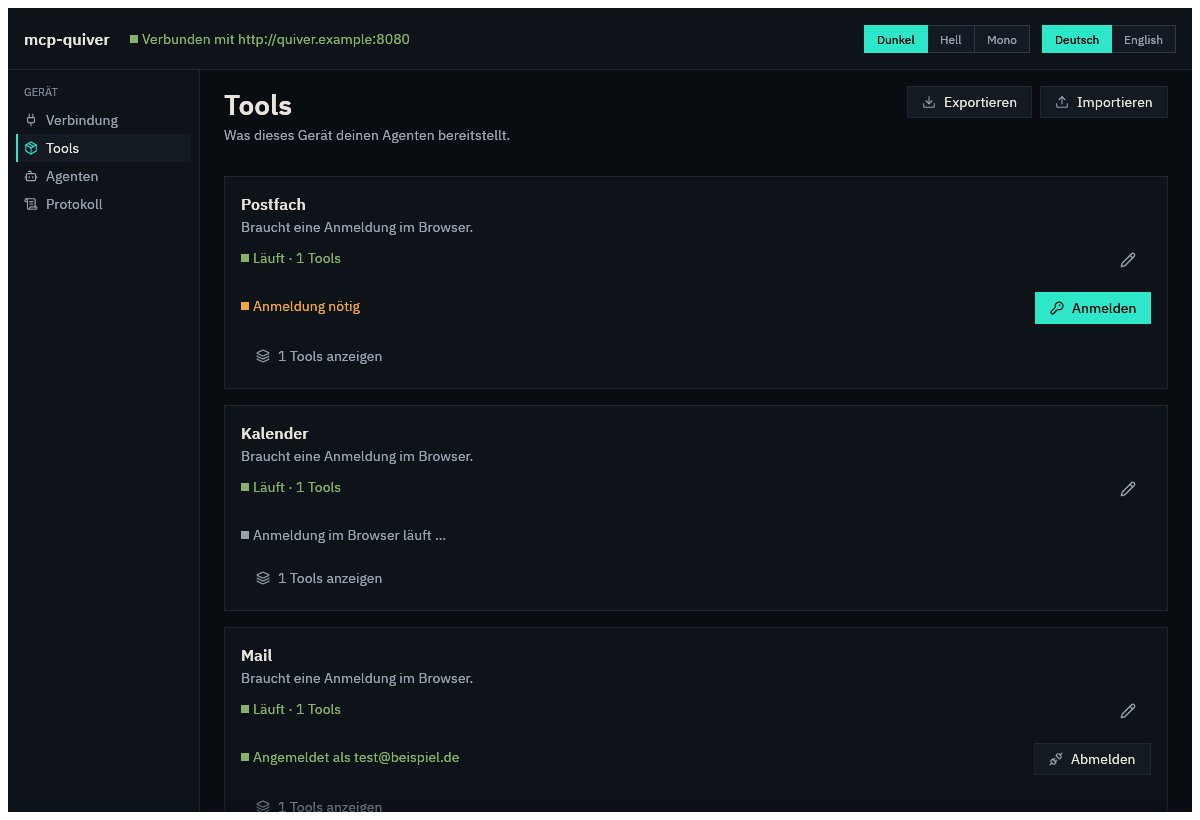 mcp-quiver
Verbunden mit http://quiver.example:8080
Dunkel
Hell
Mono
Deutsch
English
GERÄT
Verbindung
Tools
Agenten
Protokoll
Tools
Was dieses Gerät deinen Agenten bereitstellt.
Exportieren
Importieren
Postfach
Braucht eine Anmeldung im Browser.
Läuft · 1 Tools
Anmeldung nötig
Anmelden
1 Tools anzeigen
Kalender
Braucht eine Anmeldung im Browser.
Läuft · 1 Tools
Anmeldung im Browser läuft …
1 Tools anzeigen
Mail
Braucht eine Anmeldung im Browser.
Läuft · 1 Tools
Angemeldet als test@beispiel.de
Abmelden
1 Tools anzeigen